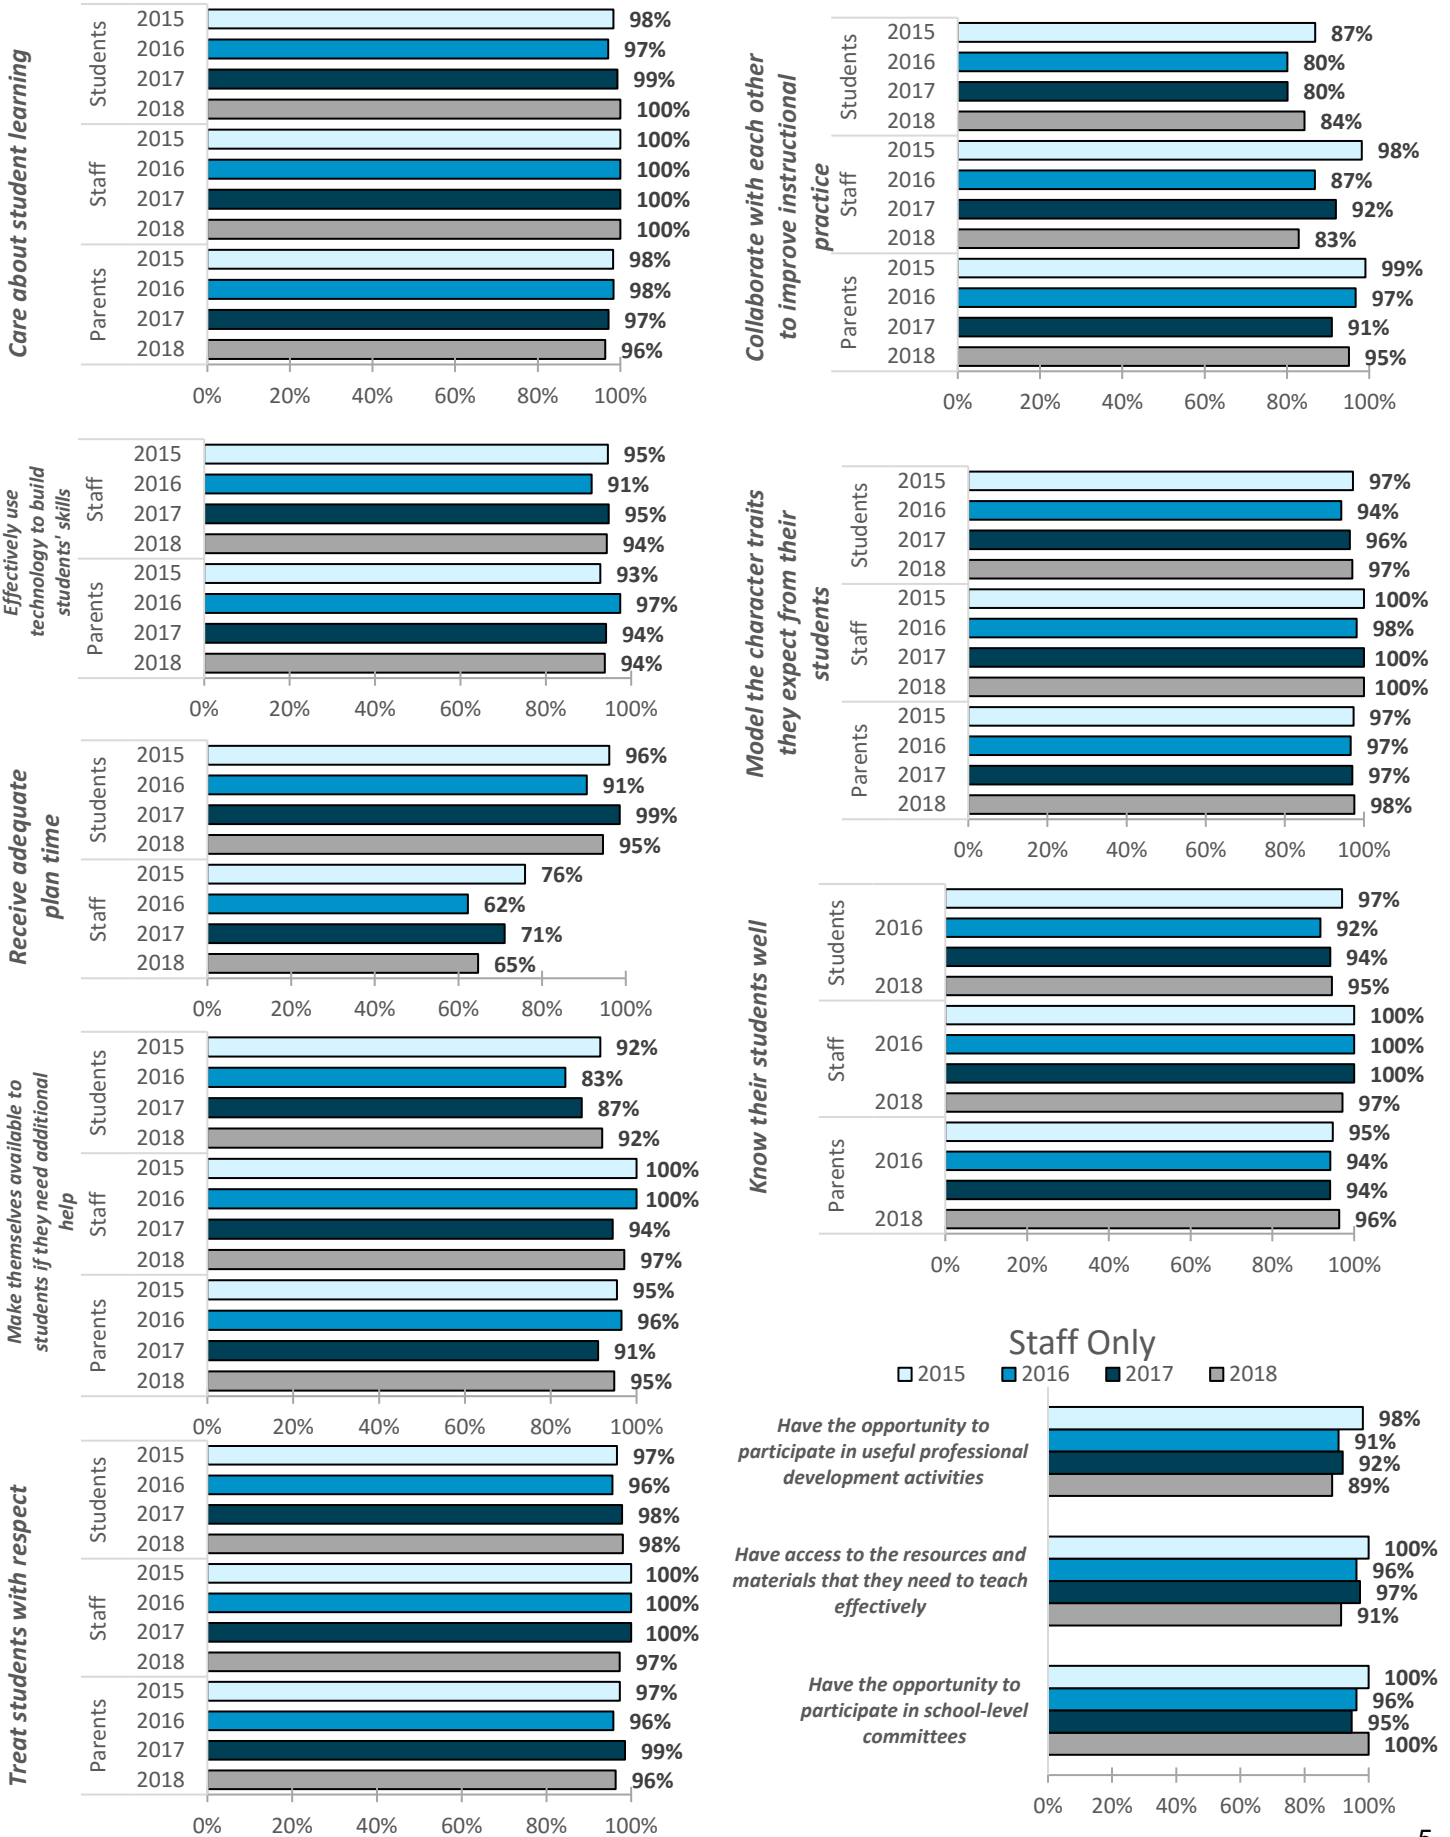 Care about student learning
Students
2015 98%
2016 97%
2017 99%
2018 100%
Staff
2015 100%
2016 100%
2017 100%
2018 100%
Parents
2015 98%
2016 98%
2017 97%
2018 96%
0% 20% 40% 60% 80% 100%
Effectively use
technology to build
students' skills
Staff
2015 95%
2016 91%
2017 95%
2018 94%
Parents
2015 93%
2016 97%
2017 94%
2018 94%
0% 20% 40% 60% 80% 100%
Receive adequate
plan time
Students
2015 96%
2016 91%
2017 99%
2018 95%
Staff
2015 76%
2016 62%
2017 71%
2018 65%
0% 20% 40% 60% 80% 100%
Make themselves available to
students if they need additional
help
Students
2015 92%
2016 83%
2017 87%
2018 92%
Staff
2015 100%
2016 100%
2017 94%
2018 97%
Parents
2015 95%
2016 96%
2017 91%
2018 95%
0% 20% 40% 60% 80% 100%
Treat students with respect
Students
2015 97%
2016 96%
2017 98%
2018 98%
Staff
2015 100%
2016 100%
2017 100%
2018 97%
Parents
2015 97%
2016 96%
2017 99%
2018 96%
0% 20% 40% 60% 80% 100%
Collaborate with each other
to improve instructional
practice
Students
2015 87%
2016 80%
2017 80%
2018 84%
Staff
2015 98%
2016 87%
2017 92%
2018 83%
Parents
2015 99%
2016 97%
2017 91%
2018 95%
0% 20% 40% 60% 80% 100%
Model the character traits
they expect from their
students
Students
2015 97%
2016 94%
2017 96%
2018 97%
Staff
2015 100%
2016 98%
2017 100%
2018 100%
Parents
2015 97%
2016 97%
2017 97%
2018 98%
0% 20% 40% 60% 80% 100%
Know their students well
Students
97%
2016 92%
94%
2018 95%
Staff
100%
2016 100%
100%
2018 97%
Parents
95%
2016 94%
94%
2018 96%
0% 20% 40% 60% 80% 100%
Staff Only
2015 2016 2017 2018
Have the opportunity to
participate in useful professional
development activities
98%
91%
92%
89%
Have access to the resources and
materials that they need to teach
effectively
100%
96%
97%
91%
Have the opportunity to
participate in school-level
committees
100%
96%
95%
100%
0% 20% 40% 60% 80% 100%